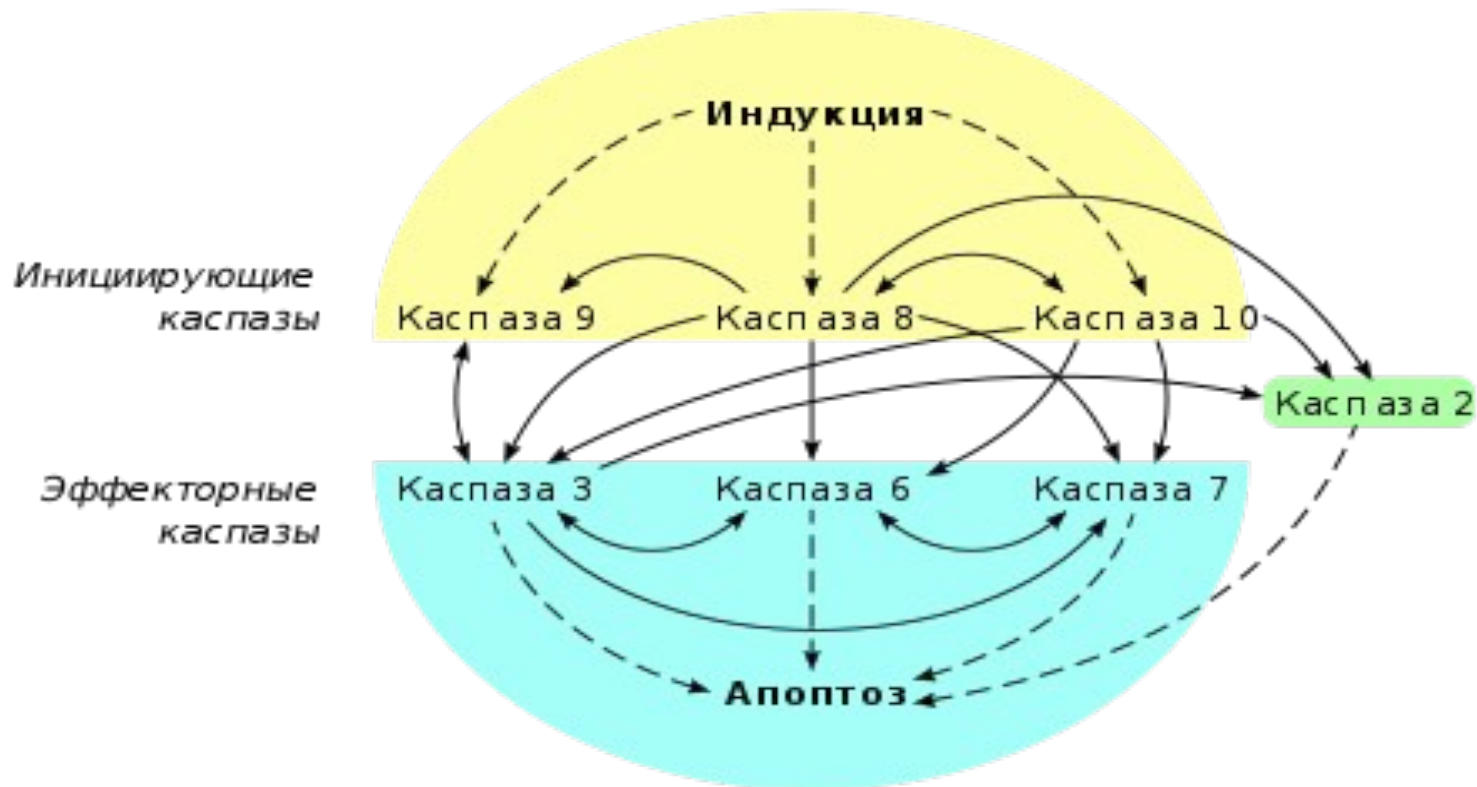 Индукция
Инициирующие
каспазы
Каспаза 9
Каспаза 8
Каспаза 10
Каспаза 2
Эффекторные
каспазы
Каспаза 3
Каспаза 6
Каспаза 7
Апоптоз